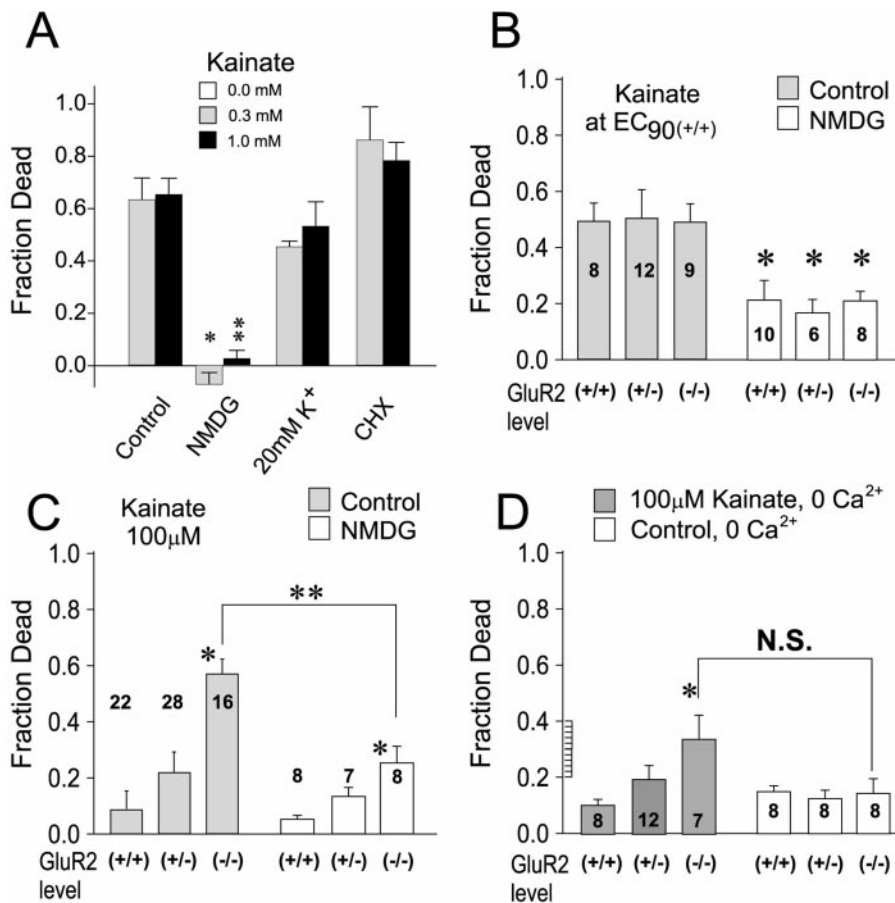 A
Kainate
0.0 mM
0.3 mM
1.0 mM
Fraction Dead
1.0
0.8
0.6
0.4
0.2
0.0
*
**
Control
NMDG
20mM K+
CHX
B
Kainate
at EC90(+/+)
Control
NMDG
Fraction Dead
1.0
0.8
0.6
0.4
0.2
0.0
* * *
8 12 9 10 6 8
GluR2 (+/+) (+/-) (-/-) (+/+) (+/-) (-/-)
level
C
Kainate
100µM
Control
NMDG
Fraction Dead
1.0
0.8
0.6
0.4
0.2
0.0
**
*
22 28 16
*
8 7 8
GluR2 (+/+) (+/-) (-/-) (+/+) (+/-) (-/-)
level
D
100µM Kainate, 0 Ca2+
Control, 0 Ca2+
Fraction Dead
1.0
0.8
0.6
0.4
0.2
0.0
N.S.
*
8 12 7 8 8 8
GluR2 (+/+) (+/-) (-/-) (+/+) (+/-) (-/-)
level